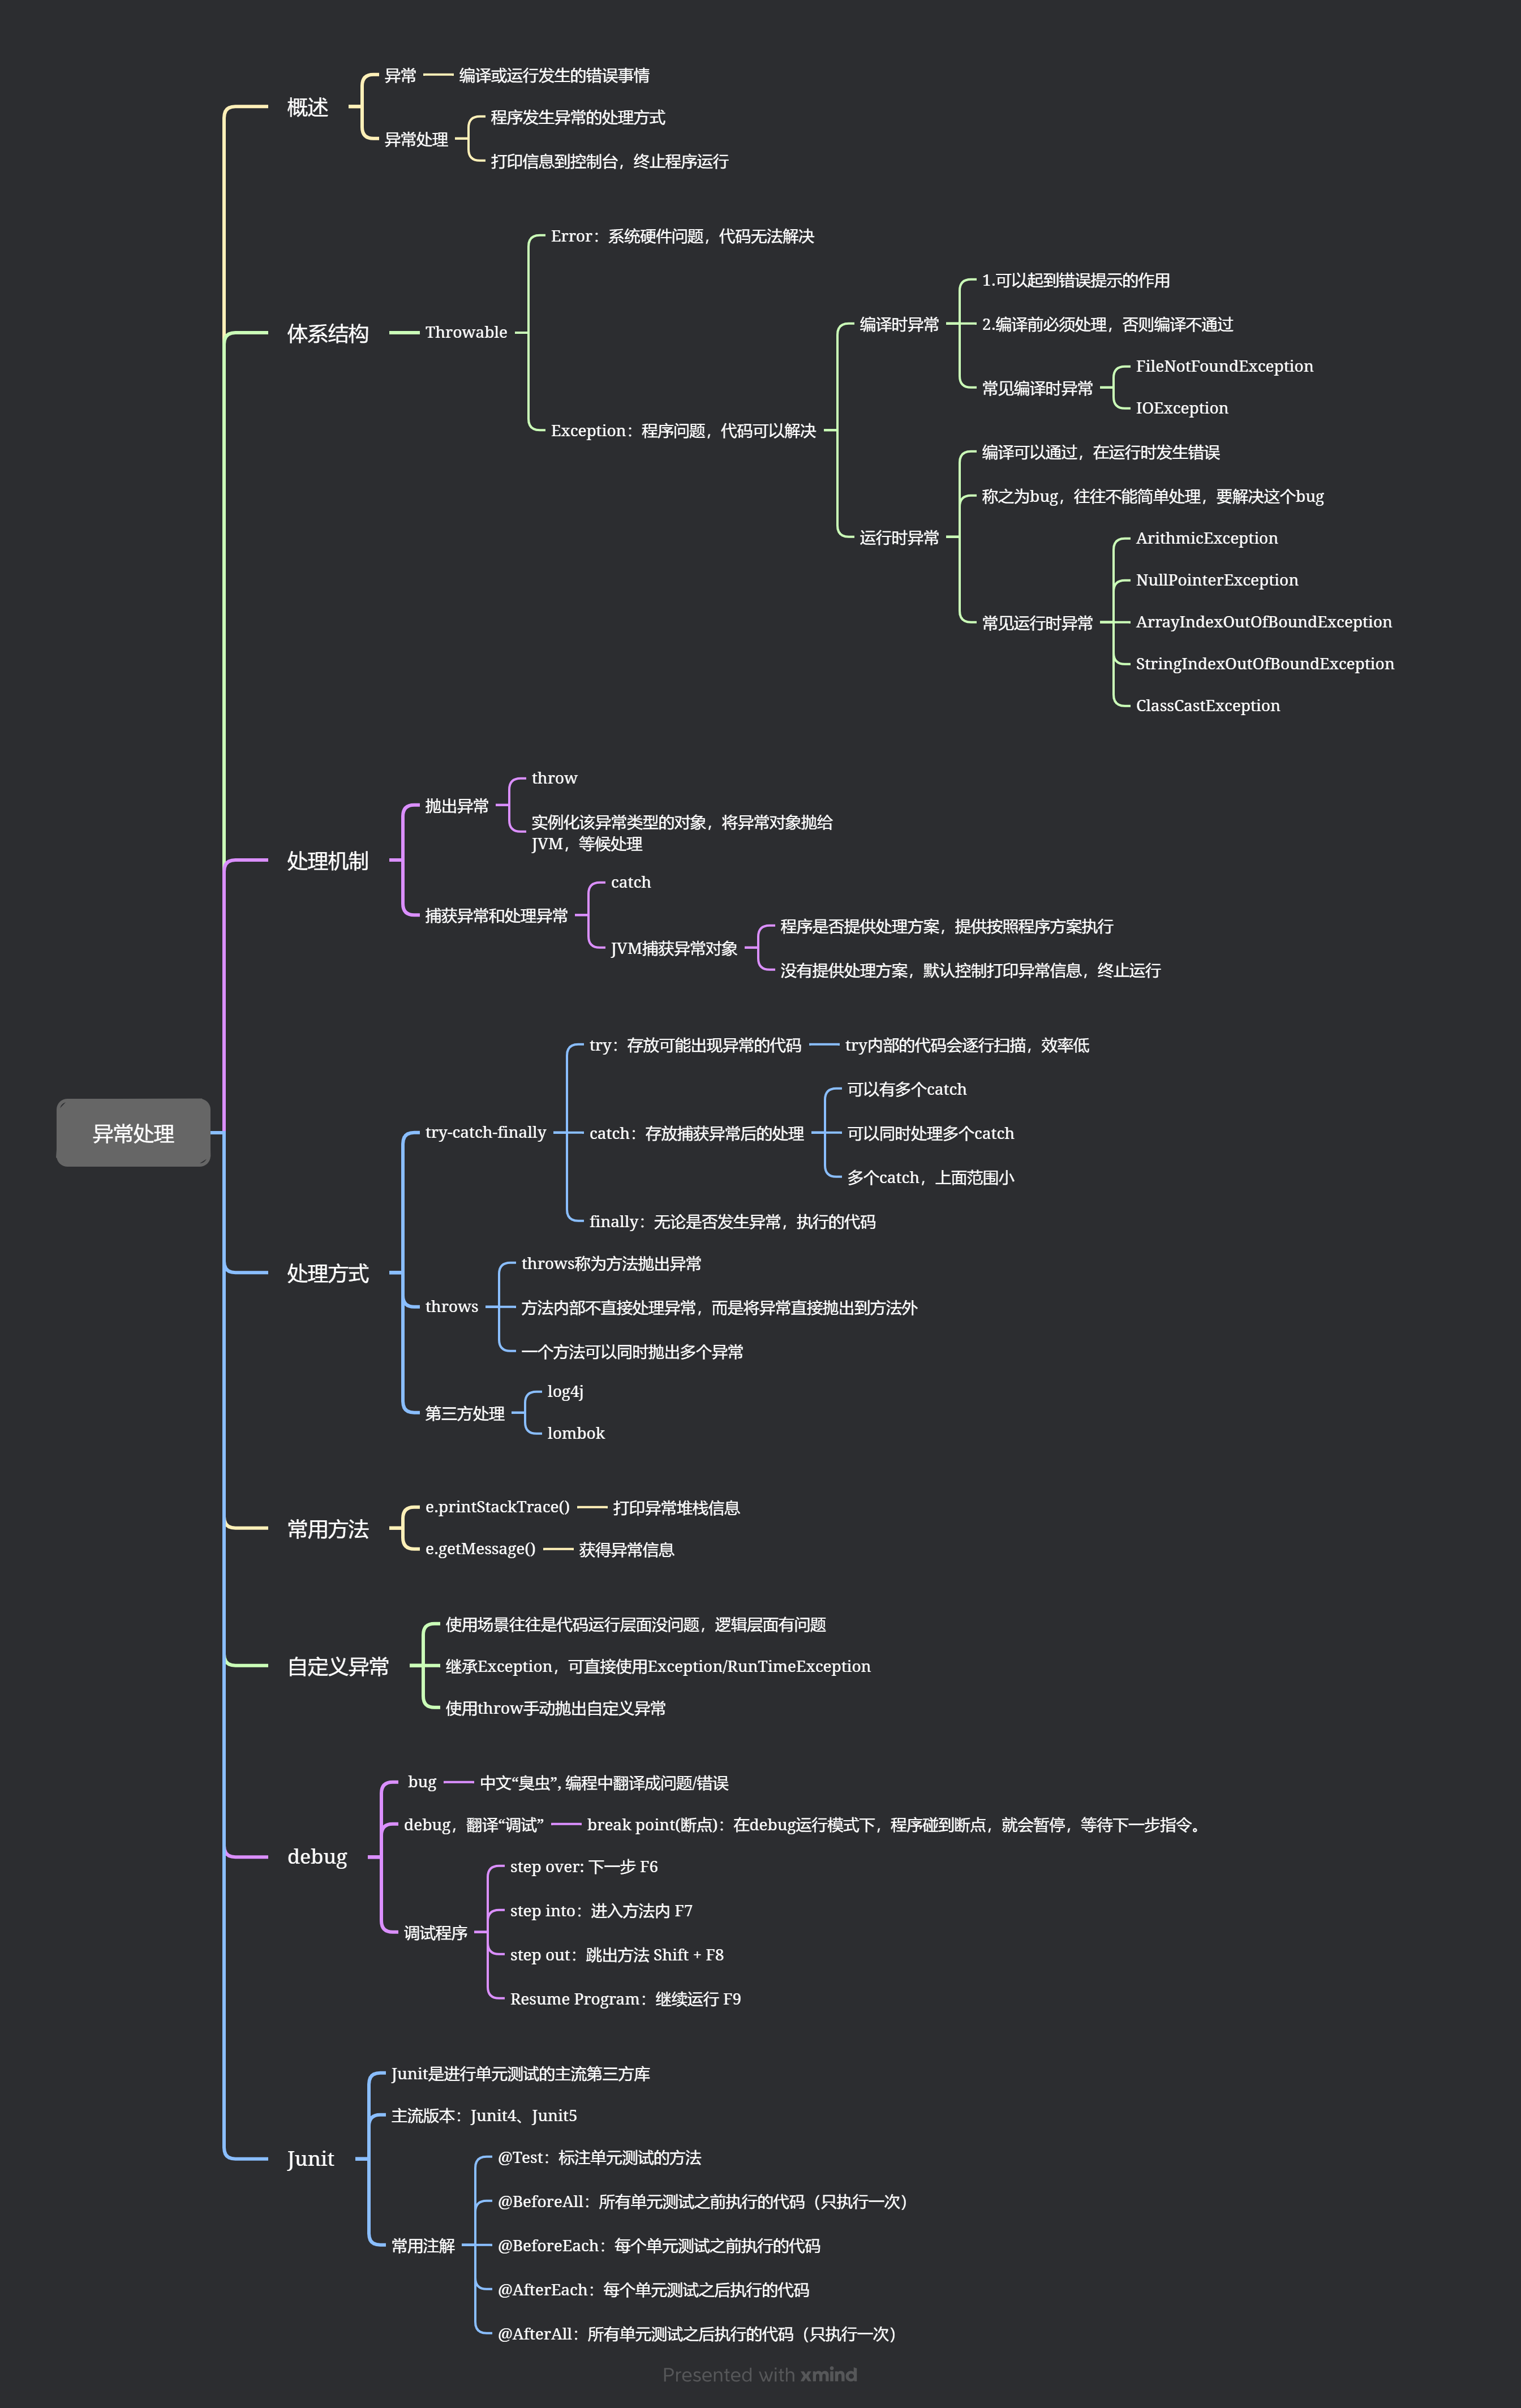 异常
编译或运行发生的错误事情
概述
程序发生异常的处理方式
异常处理
打印信息到控制台，终止程序运行
Error：系统硬件问题，代码无法解决
1.可以起到错误提示的作用
编译时异常
2.编译前必须处理，否则编译不通过
体系结构
Throwable
FileNotFoundException
常见编译时异常
IOException
Exception：程序问题，代码可以解决
编译可以通过，在运行时发生错误
称之为bug，往往不能简单处理，要解决这个bug
运行时异常
ArithmicException
NullPointerException
常见运行时异常
ArrayIndexOutOfBoundException
StringIndexOutOfBoundException
ClassCastException
throw
抛出异常
实例化该异常类型的对象，将异常对象抛给
JVM，等候处理
处理机制
catch
捕获异常和处理异常
程序是否提供处理方案，提供按照程序方案执行
JVM捕获异常对象
没有提供处理方案，默认控制打印异常信息，终止运行
try：存放可能出现异常的代码
try内部的代码会逐行扫描，效率低
可以有多个catch
异常处理
try-catch-finally
catch：存放捕获异常后的处理
可以同时处理多个catch
多个catch，上面范围小
finally：无论是否发生异常，执行的代码
处理方式
throws称为方法抛出异常
throws
方法内部不直接处理异常，而是将异常直接抛出到方法外
一个方法可以同时抛出多个异常
log4j
第三方处理
lombok
e.printStackTrace()
打印异常堆栈信息
常用方法
e.getMessage()
获得异常信息
使用场景往往是代码运行层面没问题，逻辑层面有问题
自定义异常
继承Exception，可直接使用Exception/RunTimeException
使用throw手动抛出自定义异常
bug
中文“臭虫”, 编程中翻译成问题/错误
debug，翻译“调试”
break point(断点)：在debug运行模式下，程序碰到断点，就会暂停，等待下一步指令。
debug
step over: 下一步 F6
step into：进入方法内 F7
调试程序
step out：跳出方法 Shift + F8
Resume Program：继续运行 F9
Junit是进行单元测试的主流第三方库
主流版本：Junit4、Junit5
Junit
@Test：标注单元测试的方法
@BeforeAll：所有单元测试之前执行的代码（只执行一次）
常用注解
@BeforeEach：每个单元测试之前执行的代码
@AfterEach：每个单元测试之后执行的代码
@AfterAll：所有单元测试之后执行的代码（只执行一次）
Presented with xmind